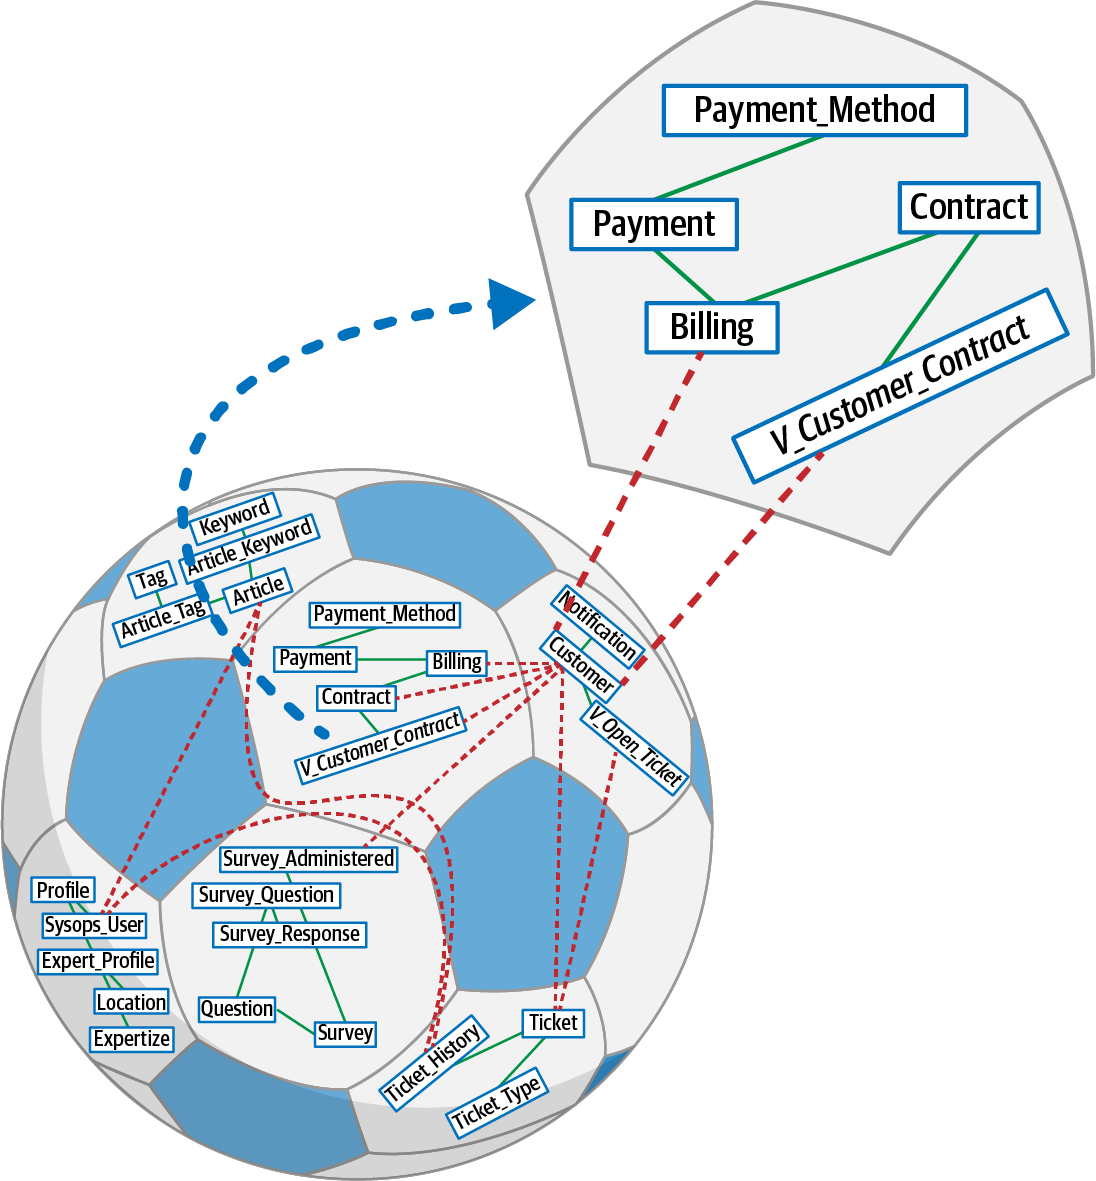 Payment_Method
Contract
Payment
Billing
V_Customer_Contract
Keyword
Article_Keyword
Tag
Article
Article_Tag
Payment_Method
Payment
Billing
Contract
V_Customer_Contract
Notification
Customer
V_Open_Ticket
Survey_Administered
Survey_Question
Survey_Response
Question
Survey
Profile
Sysops_User
Expert_Profile
Location
Expertize
Ticket
Ticket_History
Ticket_Type